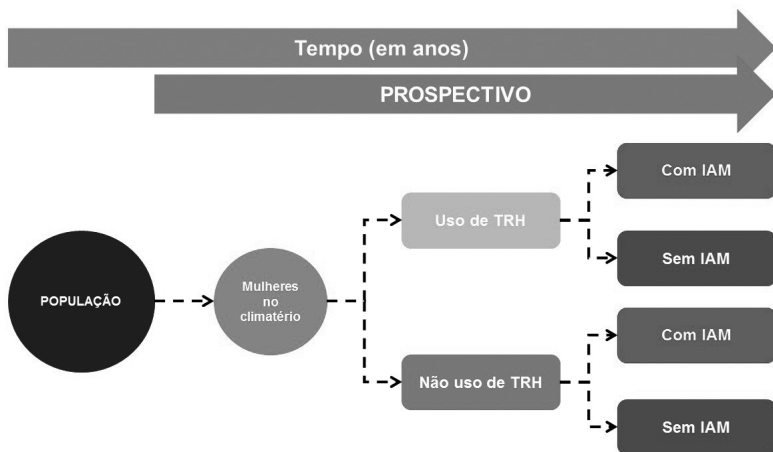 Tempo (em anos)
PROSPECTIVO
POPULAÇÃO
Mulheres
no
climatério
Uso de TRH
Com IAM
Sem IAM
Não uso de TRH
Com IAM
Sem IAM